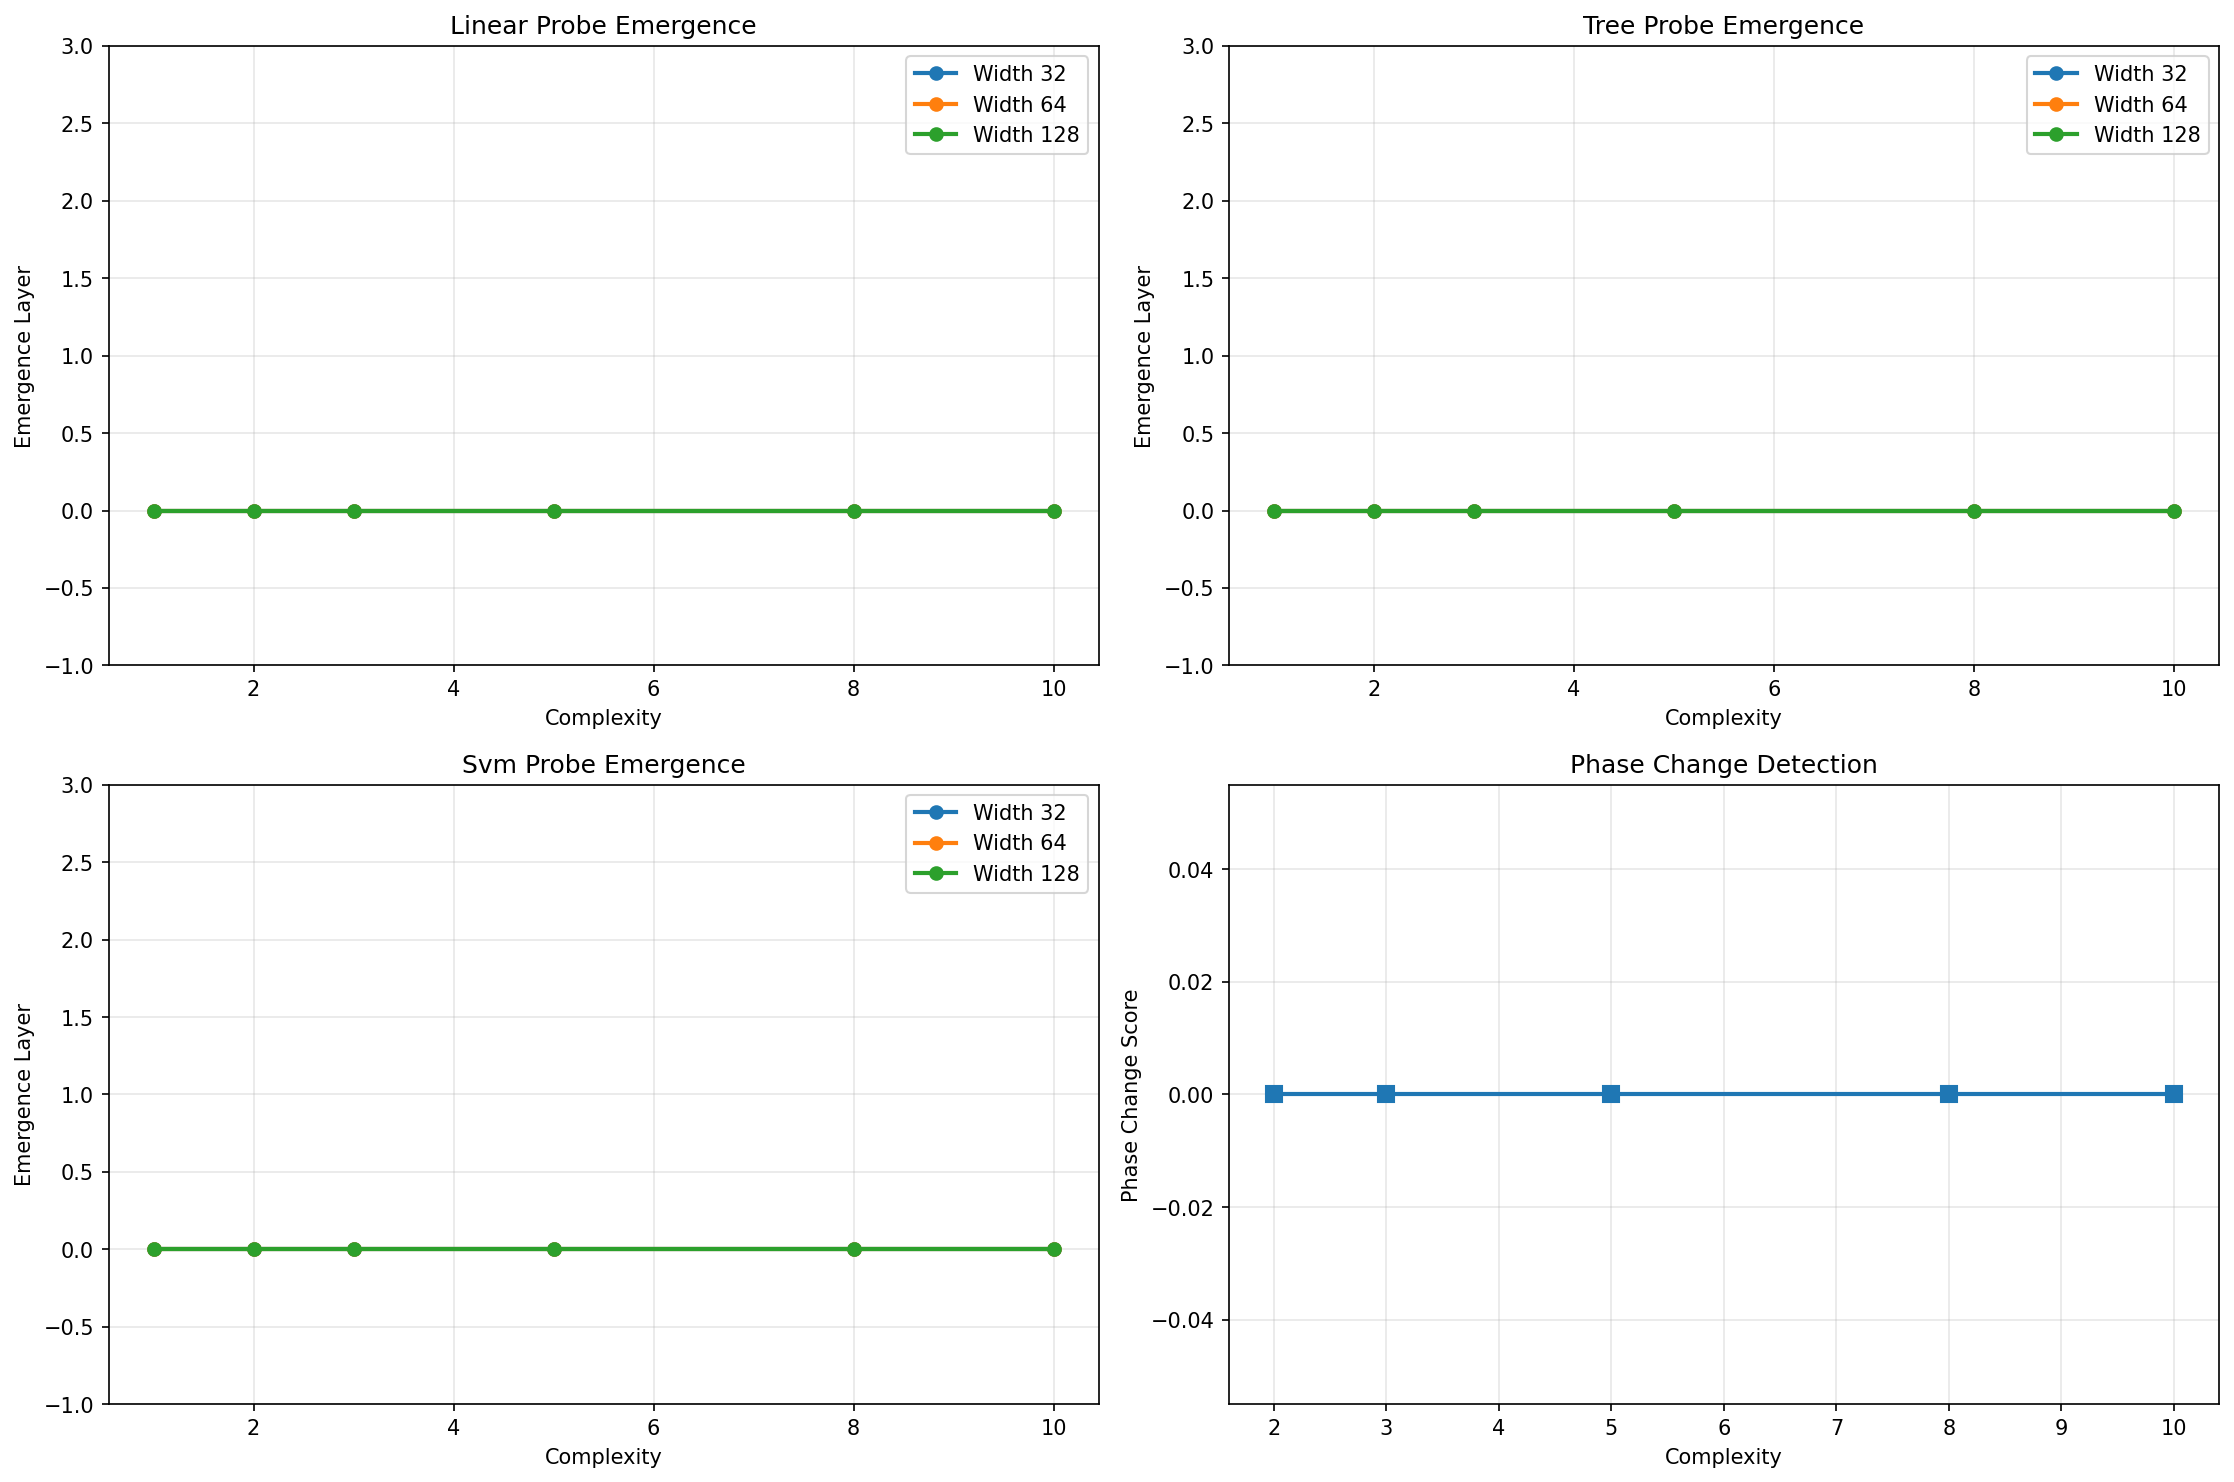 Linear Probe Emergence
3.0
2.5
2.0
1.5
1.0
0.5
0.0
−0.5
−1.0
Emergence Layer
Width 32
Width 64
Width 128
2 4 6 8 10
Complexity
Tree Probe Emergence
3.0
2.5
2.0
1.5
1.0
0.5
0.0
−0.5
−1.0
Emergence Layer
Width 32
Width 64
Width 128
2 4 6 8 10
Complexity
Svm Probe Emergence
3.0
2.5
2.0
1.5
1.0
0.5
0.0
−0.5
−1.0
Emergence Layer
Width 32
Width 64
Width 128
2 4 6 8 10
Complexity
Phase Change Detection
0.04
0.02
0.00
−0.02
−0.04
Phase Change Score
2 3 4 5 6 7 8 9 10
Complexity